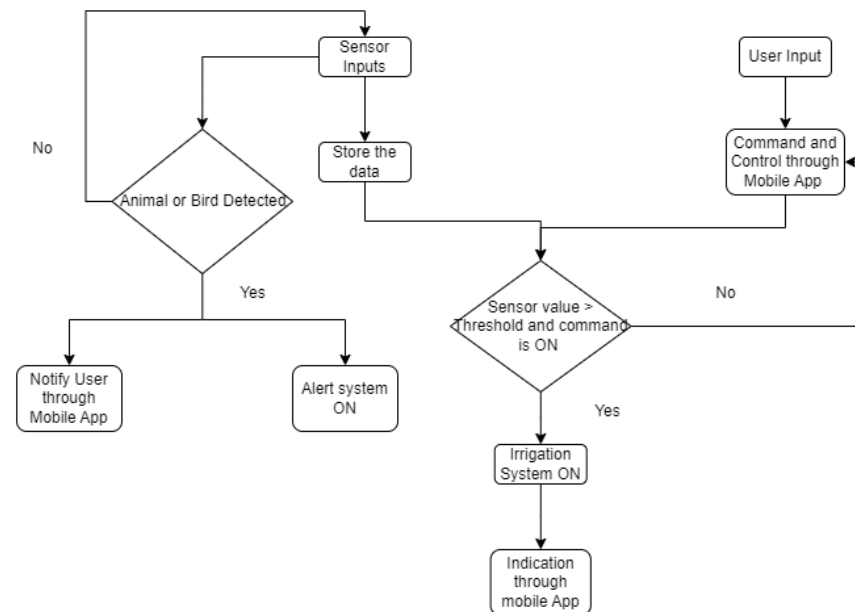 Sensor
Inputs
User Input
No
Store the
data
Command and
Control through
Mobile App
Animal or Bird Detected
Yes
Sensor value >
Threshold and command
is ON
No
Notify User
through
Mobile App
Alert system
ON
Yes
Irrigation
System ON
Indication
through
mobile App